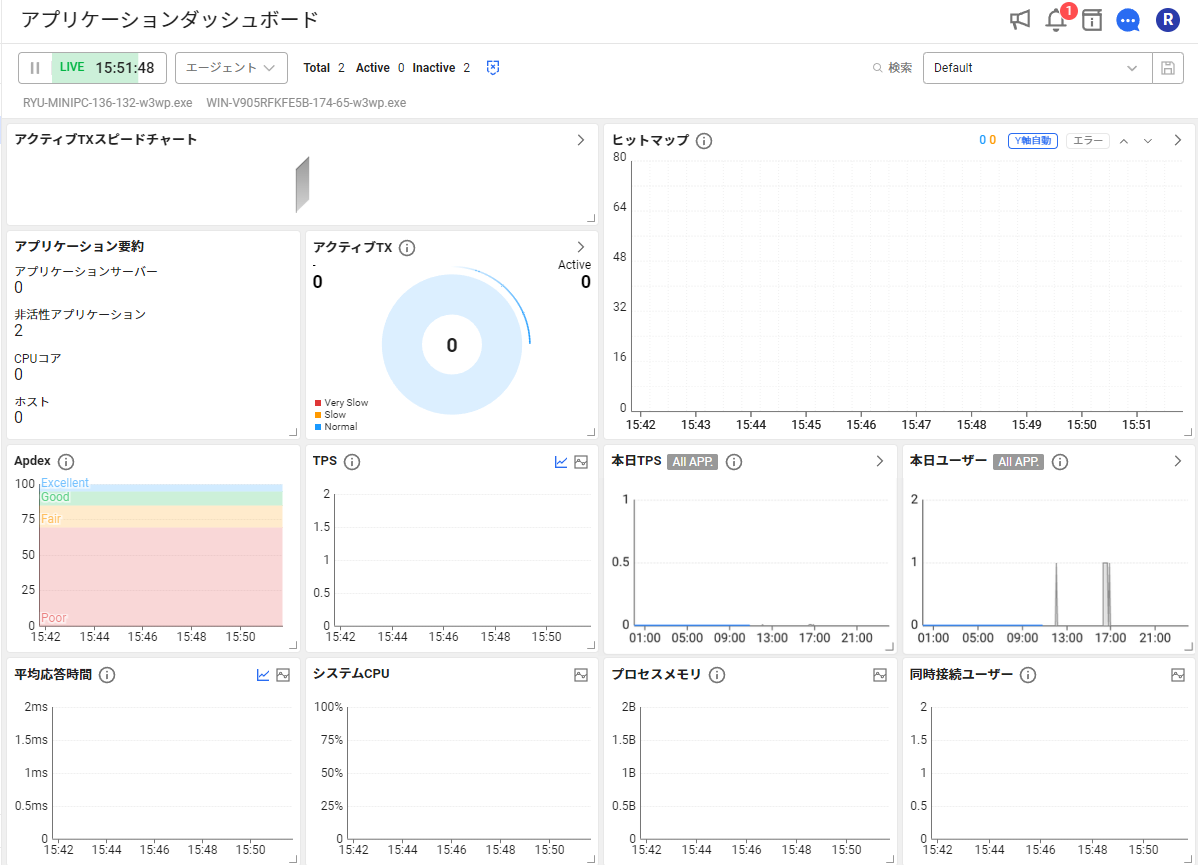 アプリケーションダッシュボード
1
R
LIVE 15:51:48 エージェント Total 2 Active 0 Inactive 2 検索 Default
RYU-MINIPC-136-132-w3wp.exe WIN-V905RFKFE5B-174-65-w3wp.exe
アクティブTXスピードチャート
ヒットマップ 0 0 Y軸自動 エラー
80
64
48
32
16
0
15:42 15:43 15:44 15:45 15:46 15:47 15:48 15:49 15:50 15:51
アプリケーション要約
アプリケーションサーバー
0
非活性アプリケーション
2
CPUコア
0
ホスト
0
アクティブTX
- Active
0 0
0
Very Slow
Slow
Normal
Apdex
100 Excellent
Good
75 Fair
50
25
Poor
0
15:42 15:44 15:46 15:48 15:50
TPS
2
1.5
1
0.5
0
15:42 15:44 15:46 15:48 15:50
本日TPS All APP.
1
0.5
0
01:00 05:00 09:00 13:00 17:00 21:00
本日ユーザー All APP.
2
1
0
01:00 05:00 09:00 13:00 17:00 21:00
平均応答時間
2ms
1.5ms
1ms
0.5ms
0
15:42 15:44 15:46 15:48 15:50
システムCPU
100%
75%
50%
25%
0
15:42 15:44 15:46 15:48 15:50
プロセスメモリ
2B
1.5B
1B
0.5B
0
15:42 15:44 15:46 15:48 15:50
同時接続ユーザー
2
1.5
1
0.5
0
15:42 15:44 15:46 15:48 15:50